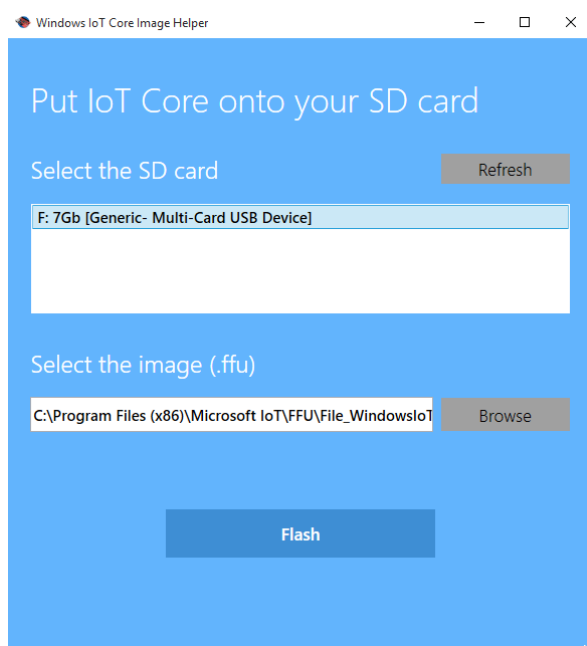 Windows IoT Core Image Helper
Put IoT Core onto your SD card
Select the SD card
Refresh
F: 7Gb [Generic- Multi-Card USB Device]
Select the image (.ffu)
C:\Program Files (x86)\Microsoft IoT\FFU\File_WindowsIoT
Browse
Flash